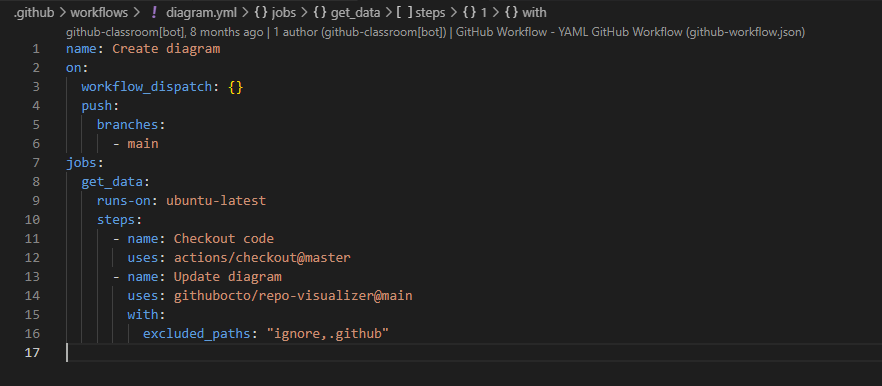 .github > workflows > ! diagram.yml > {} jobs > {} get_data > [ ] steps > {} 1 > {} with
github-classroom[bot], 8 months ago | 1 author (github-classroom[bot]) | GitHub Workflow - YAML GitHub Workflow (github-workflow.json)
1 name: Create diagram
2 on:
3   workflow_dispatch: {}
4   push:
5     branches:
6       - main
7 jobs:
8   get_data:
9     runs-on: ubuntu-latest
10     steps:
11       - name: Checkout code
12         uses: actions/checkout@master
13       - name: Update diagram
14         uses: githubocto/repo-visualizer@main
15         with:
16           excluded_paths: "ignore,.github"
17